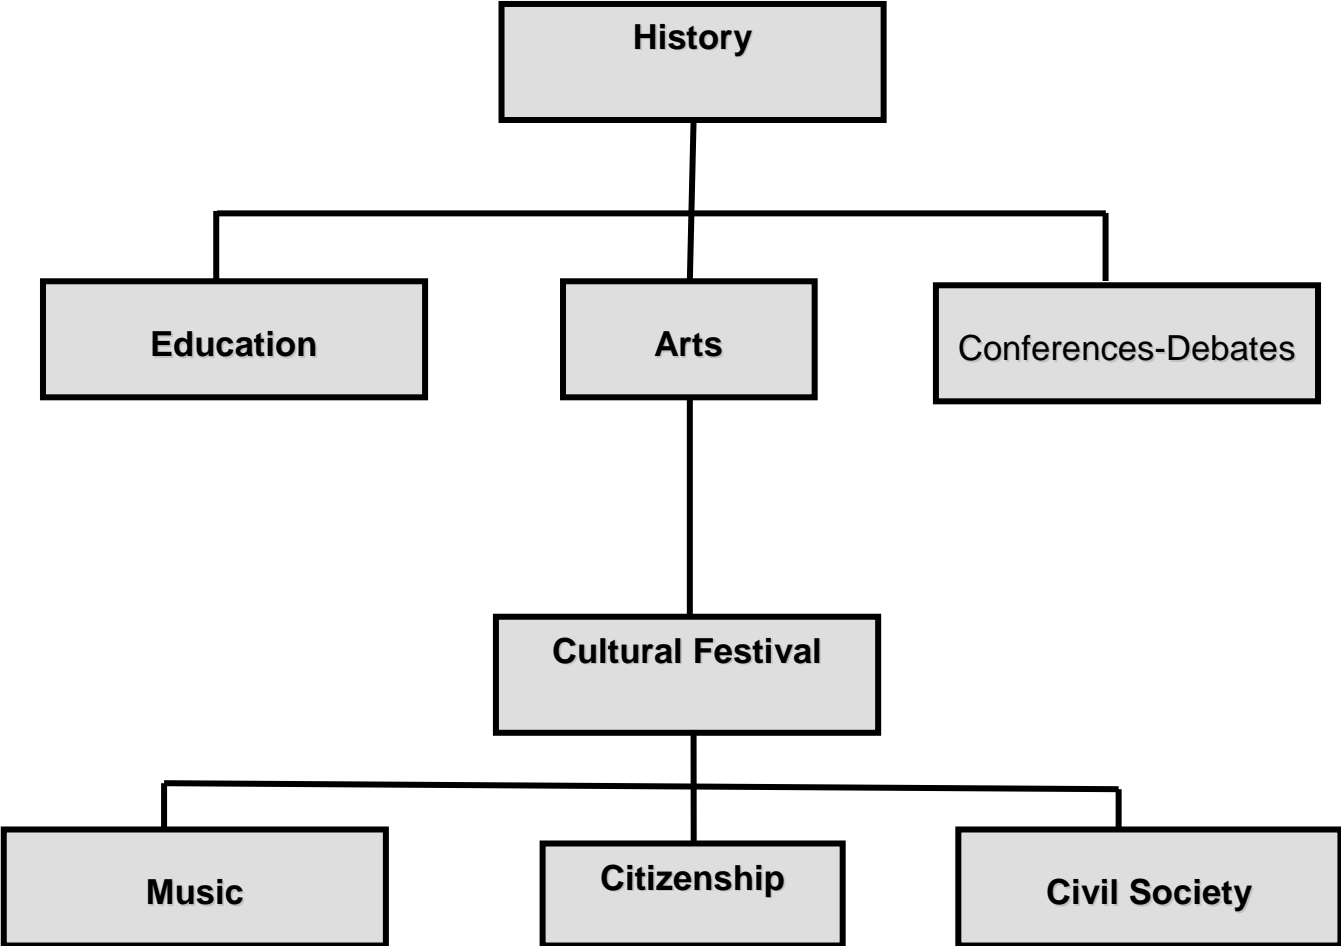 History
Education
Arts
Conferences-Debates
Cultural Festival
Music
Citizenship
Civil Society